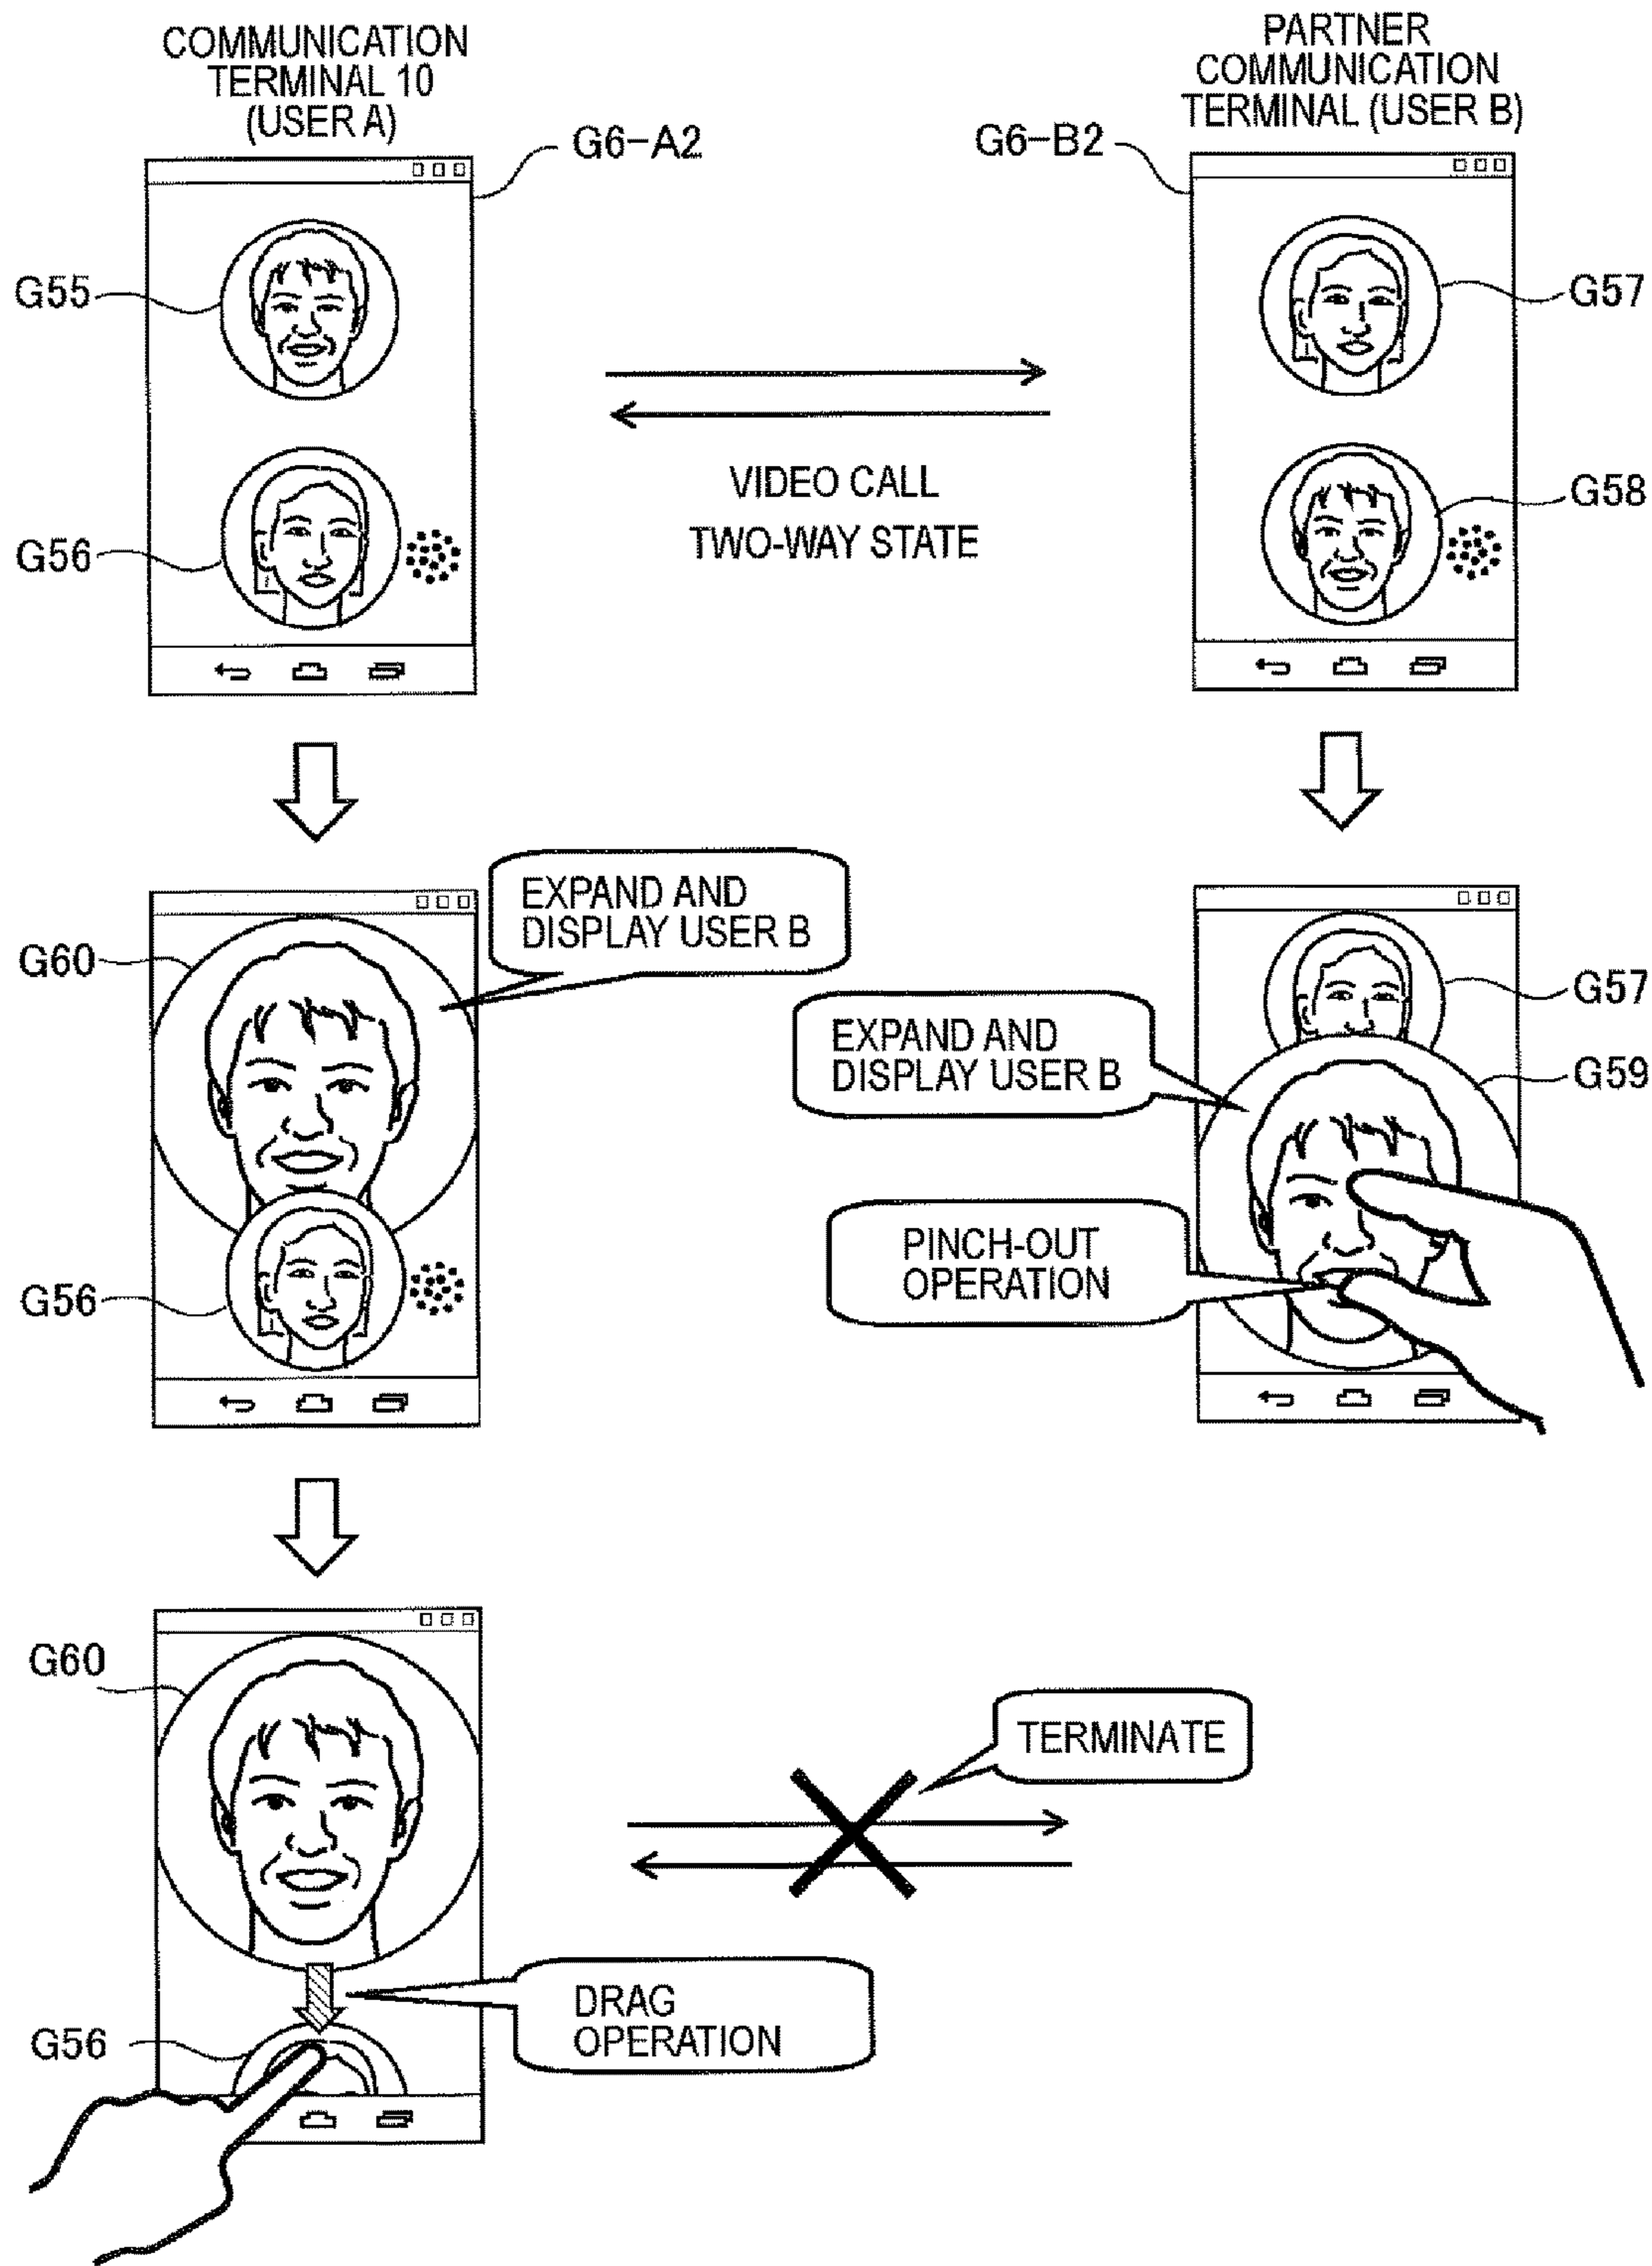 COMMUNICATION
TERMINAL 10
(USER A)
PARTNER
COMMUNICATION
TERMINAL (USER B)
G6-A2
G6-B2
G55
G57
G56
G58
VIDEO CALL
TWO-WAY STATE
EXPAND AND
DISPLAY USER B
G60
G57
EXPAND AND
DISPLAY USER B
G59
PINCH-OUT
OPERATION
G56
G60
TERMINATE
DRAG
OPERATION
G56